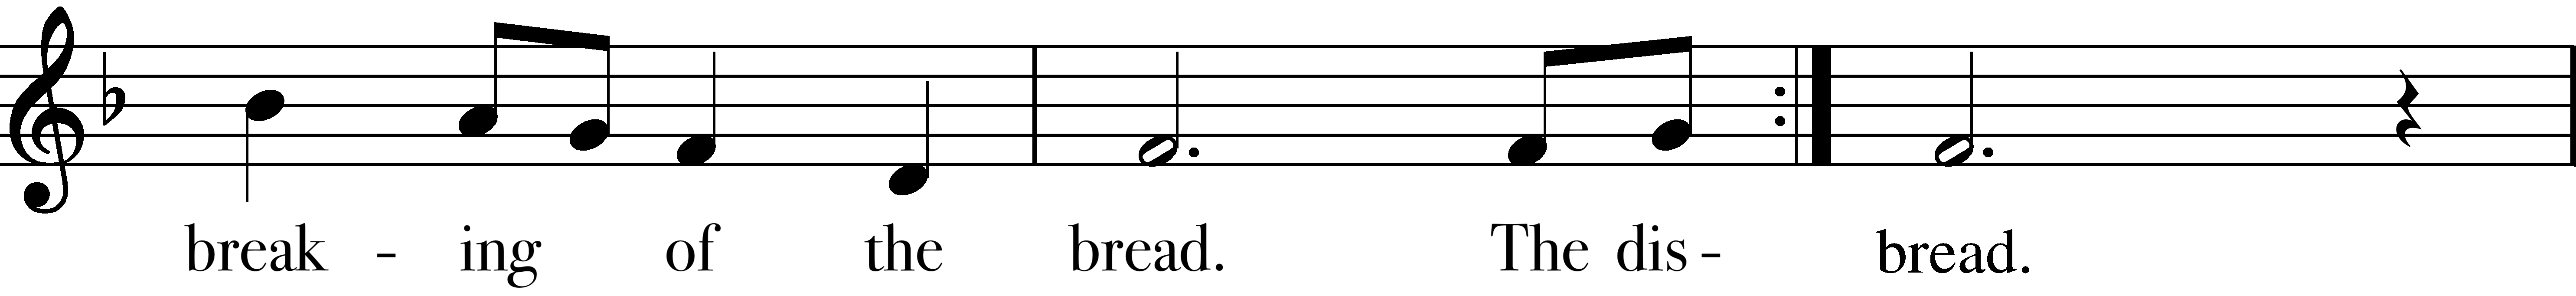 break - ing of the bread. The dis - bread.